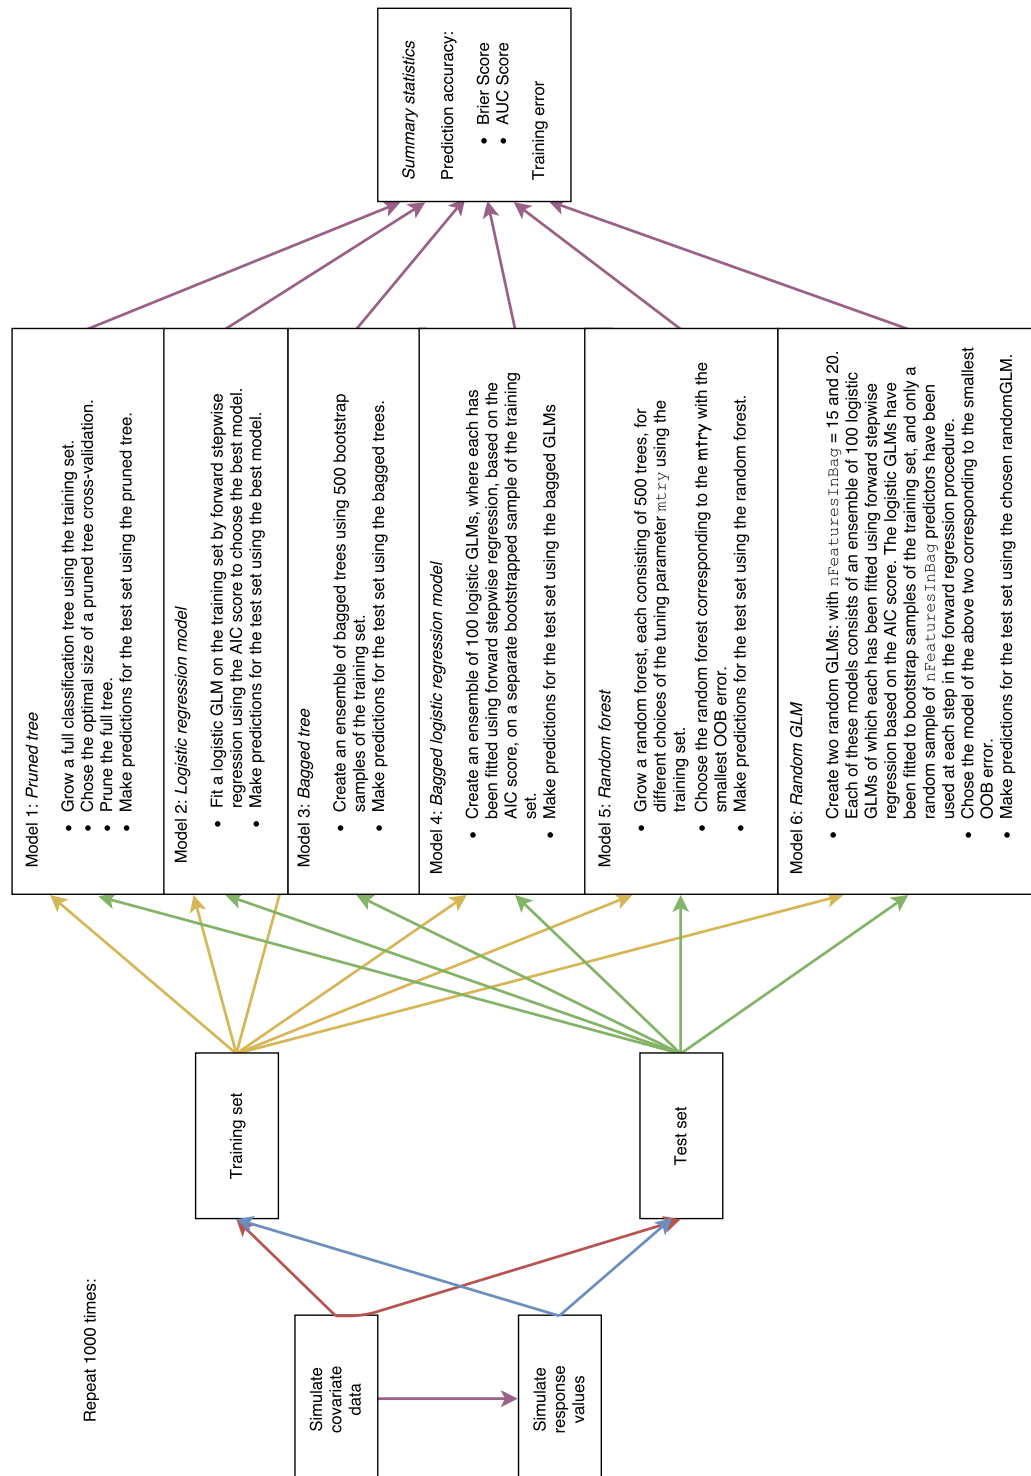 Repeat 1000 times:
Simulate
covariate
data
Simulate
response
values
Training set
Test set
Model 1: Pruned tree
• Grow a full classification tree using the training set.
• Chose the optimal size of a pruned tree cross-validation.
• Prune the full tree.
• Make predictions for the test set using the pruned tree.
Model 2: Logistic regression model
• Fit a logistic GLM on the training set by forward stepwise
regression using the AIC score to choose the best model.
• Make predictions for the test set using the best model.
Model 3: Bagged tree
• Create an ensemble of bagged trees using 500 bootstrap
samples of the training set.
• Make predictions for the test set using the bagged trees.
Model 4: Bagged logistic regression model
• Create an ensemble of 100 logistic GLMs, where each has
been fitted using forward stepwise regression, based on the
AIC score, on a separate bootstrapped sample of the training
set.
• Make predictions for the test set using the bagged GLMs
Model 5: Random forest
• Grow a random forest, each consisting of 500 trees, for
different choices of the tuning parameter mtry using the
training set.
• Choose the random forest corresponding to the mtry with the
smallest OOB error.
• Make predictions for the test set using the random forest.
Model 6: Random GLM
• Create two random GLMs: with nFeaturesInBag = 15 and 20.
Each of these models consists of an ensemble of 100 logistic
GLMs of which each has been fitted using forward stepwise
regression based on the AIC score. The logistic GLMs have
been fitted to bootstrap samples of the training set, and only a
random sample of nFeaturesInBag predictors have been
used at each step in the forward regression procedure.
• Chose the model of the above two corresponding to the smallest
OOB error.
• Make predictions for the test set using the chosen randomGLM.
Summary statistics
Prediction accuracy:
• Brier Score
• AUC Score
Training error